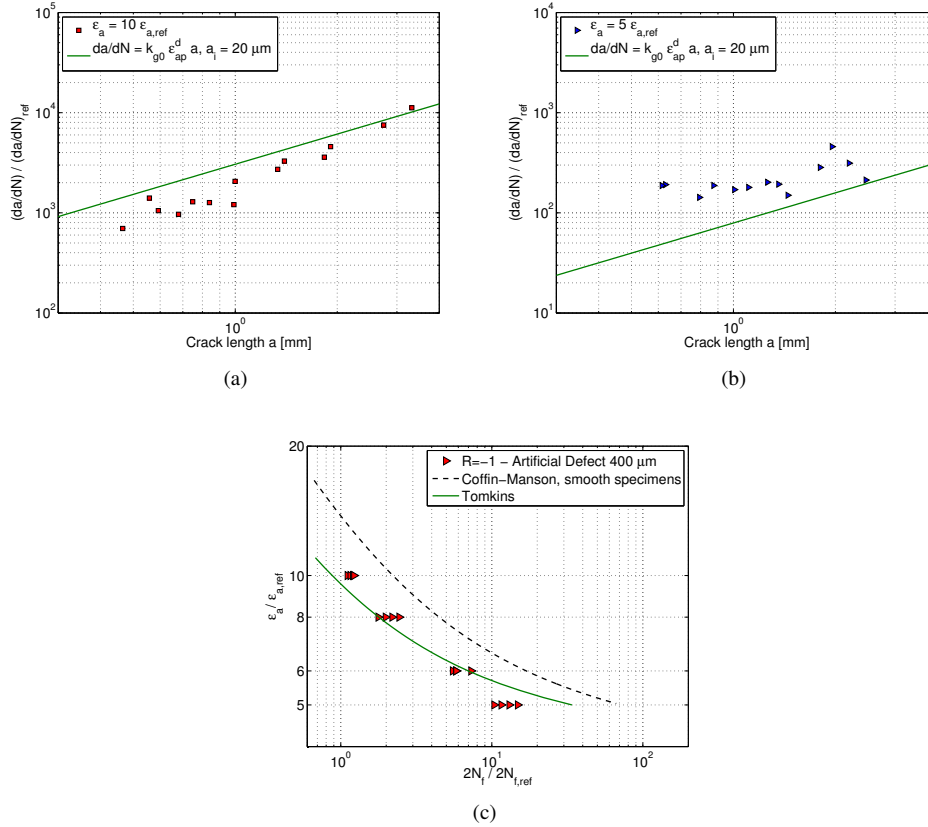 ε_a = 10 ε_a,ref
da/dN = k_g0 ε_ap^d a, a_i = 20 μm
10^5
10^4
10^3
10^2
(da/dN) / (da/dN)_ref
10^0
Crack length a [mm]
(a)
ε_a = 5 ε_a,ref
da/dN = k_g0 ε_ap^d a, a_i = 20 μm
10^4
10^3
10^2
10^1
(da/dN) / (da/dN)_ref
10^0
Crack length a [mm]
(b)
R=−1 − Artificial Defect 400 μm
Coffin−Manson, smooth specimens
Tomkins
20
10
8
6
5
ε_a / ε_a,ref
10^0 10^1 10^2
2N_f / 2N_f,ref
(c)